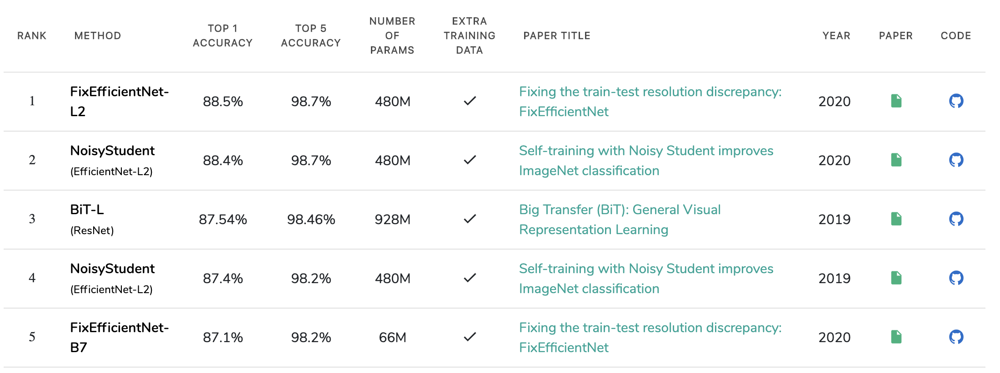 RANK METHOD TOP 1 ACCURACY TOP 5 ACCURACY NUMBER OF PARAMS EXTRA TRAINING DATA PAPER TITLE YEAR PAPER CODE
1 FixEfficientNet-L2 88.5% 98.7% 480M ✓ Fixing the train-test resolution discrepancy: FixEfficientNet 2020
2 NoisyStudent (EfficientNet-L2) 88.4% 98.7% 480M ✓ Self-training with Noisy Student improves ImageNet classification 2020
3 BiT-L (ResNet) 87.54% 98.46% 928M ✓ Big Transfer (BiT): General Visual Representation Learning 2019
4 NoisyStudent (EfficientNet-L2) 87.4% 98.2% 480M ✓ Self-training with Noisy Student improves ImageNet classification 2019
5 FixEfficientNet-B7 87.1% 98.2% 66M ✓ Fixing the train-test resolution discrepancy: FixEfficientNet 2020